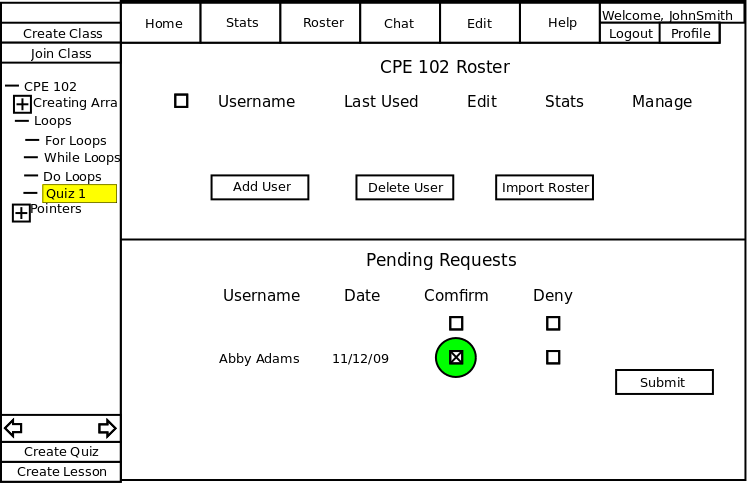 Home Stats Roster Chat Edit Help Welcome, JohnSmith
Logout Profile
Create Class
Join Class
CPE 102
Creating Arra
Loops
For Loops
While Loops
Do Loops
Quiz 1
Pointers
Create Quiz
Create Lesson
CPE 102 Roster
Username Last Used Edit Stats Manage
Add User Delete User Import Roster
Pending Requests
Username Date Comfirm Deny
Abby Adams 11/12/09
Submit